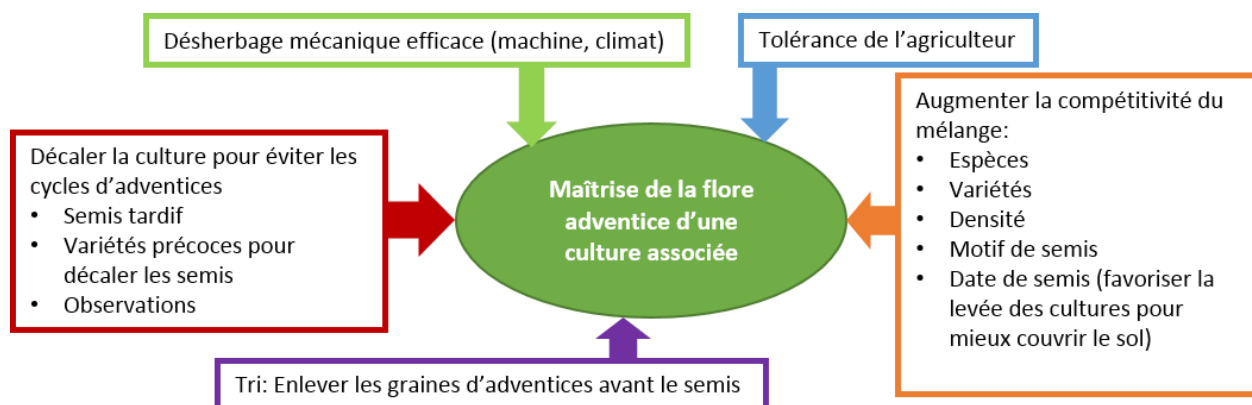 Désherbage mécanique efficace (machine, climat)
Tolérance de l'agriculteur
Décaler la culture pour éviter les
cycles d'adventices
• Semis tardif
• Variétés précoces pour
décaler les semis
• Observations
Maîtrise de la flore
adventice d'une
culture associée
Augmenter la compétitivité du
mélange:
• Espèces
• Variétés
• Densité
• Motif de semis
• Date de semis (favoriser la
levée des cultures pour
mieux couvrir le sol)
Tri: Enlever les graines d'adventices avant le semis